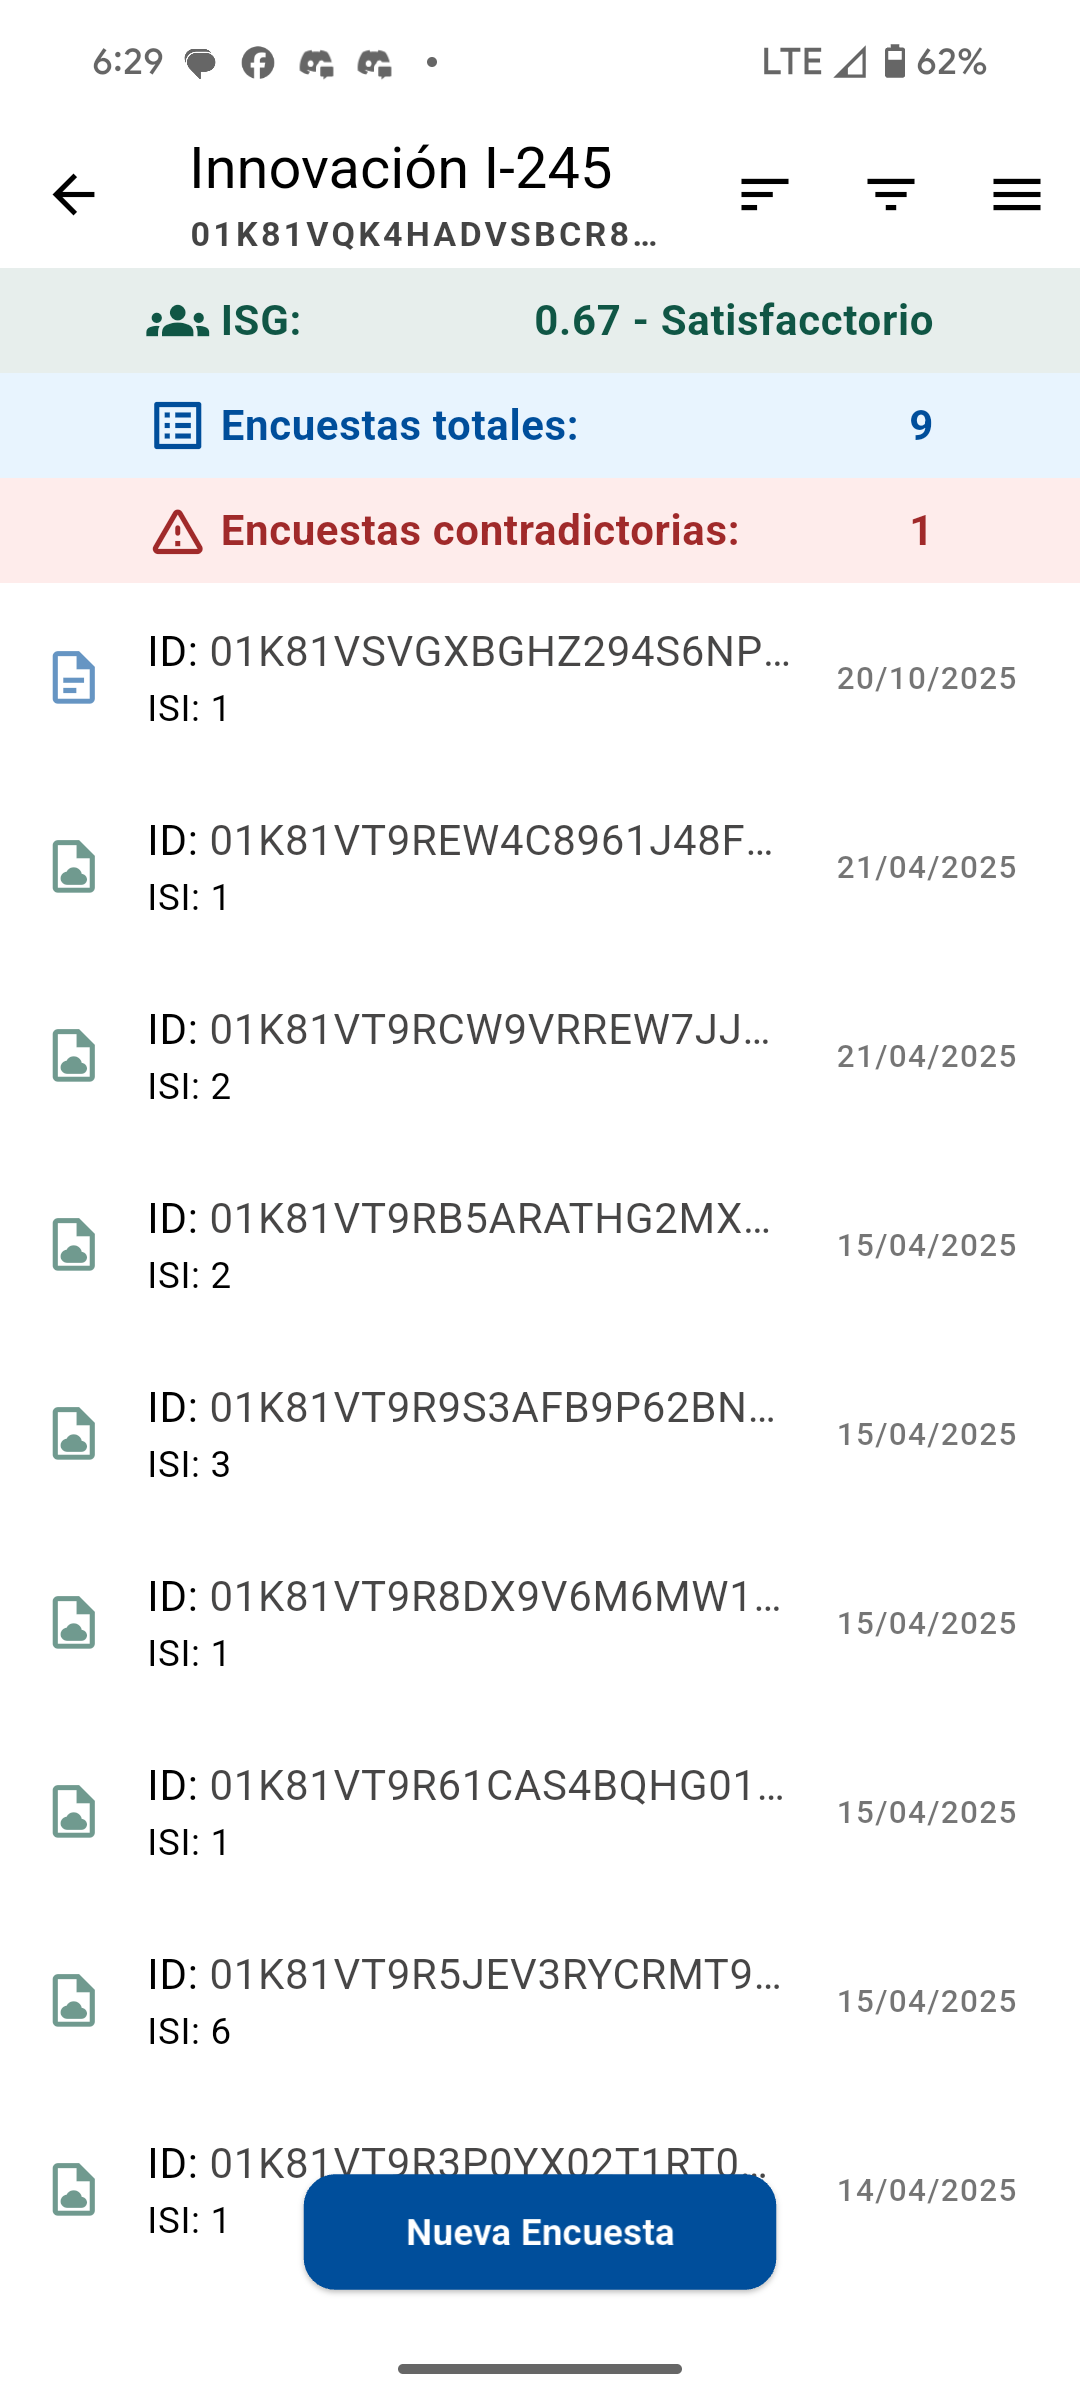 6:29 LTE 62%
Innovación I-245
01K81VQK4HADVSBCR8…
ISG: 0.67 - Satisfacctorio
Encuestas totales: 9
Encuestas contradictorias: 1
ID: 01K81VSVGXBGHZ294S6NP…
20/10/2025
ISI: 1
ID: 01K81VT9REW4C8961J48F…
21/04/2025
ISI: 1
ID: 01K81VT9RCW9VRREW7JJ…
21/04/2025
ISI: 2
ID: 01K81VT9RB5ARATHG2MX…
15/04/2025
ISI: 2
ID: 01K81VT9R9S3AFB9P62BN…
15/04/2025
ISI: 3
ID: 01K81VT9R8DX9V6M6MW1…
15/04/2025
ISI: 1
ID: 01K81VT9R61CAS4BQHG01…
15/04/2025
ISI: 1
ID: 01K81VT9R5JEV3RYCRMT9…
15/04/2025
ISI: 6
ID: 01K81VT9R3P0YX02T1RT0…
14/04/2025
ISI: 1
Nueva Encuesta